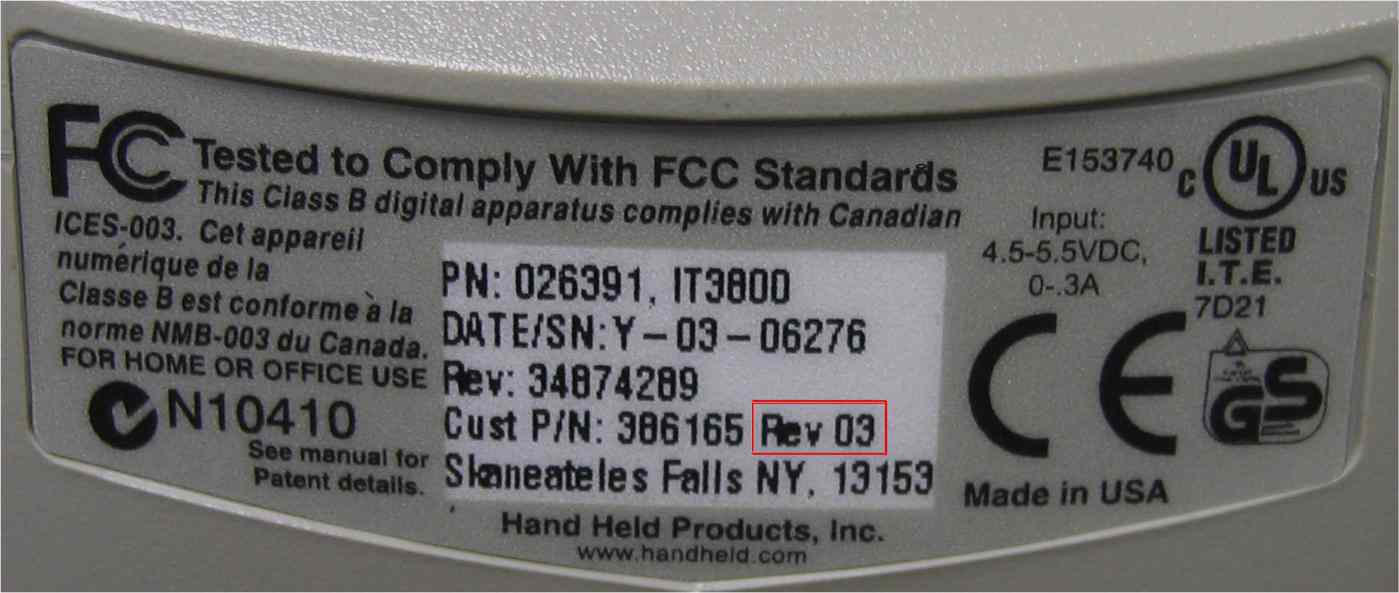 FC Tested to Comply With FCC Standards
This Class B digital apparatus complies with Canadian
ICES-003. Cet appareil
numérique de la
Classe B est conforme à la
norme NMB-003 du Canada.
FOR HOME OR OFFICE USE
N10410
See manual for
Patent details.
PN: 026391, IT3800
DATE/SN:Y-03-06276
Rev: 34874289
Cust P/N: 386165 Rev 03
Skaneateles Falls NY, 13153
Hand Held Products, Inc.
www.handheld.com
E153740
C UL US
LISTED
I.T.E.
7D21
Input:
4.5-5.5VDC,
0-.3A
CE
GS
Made in USA